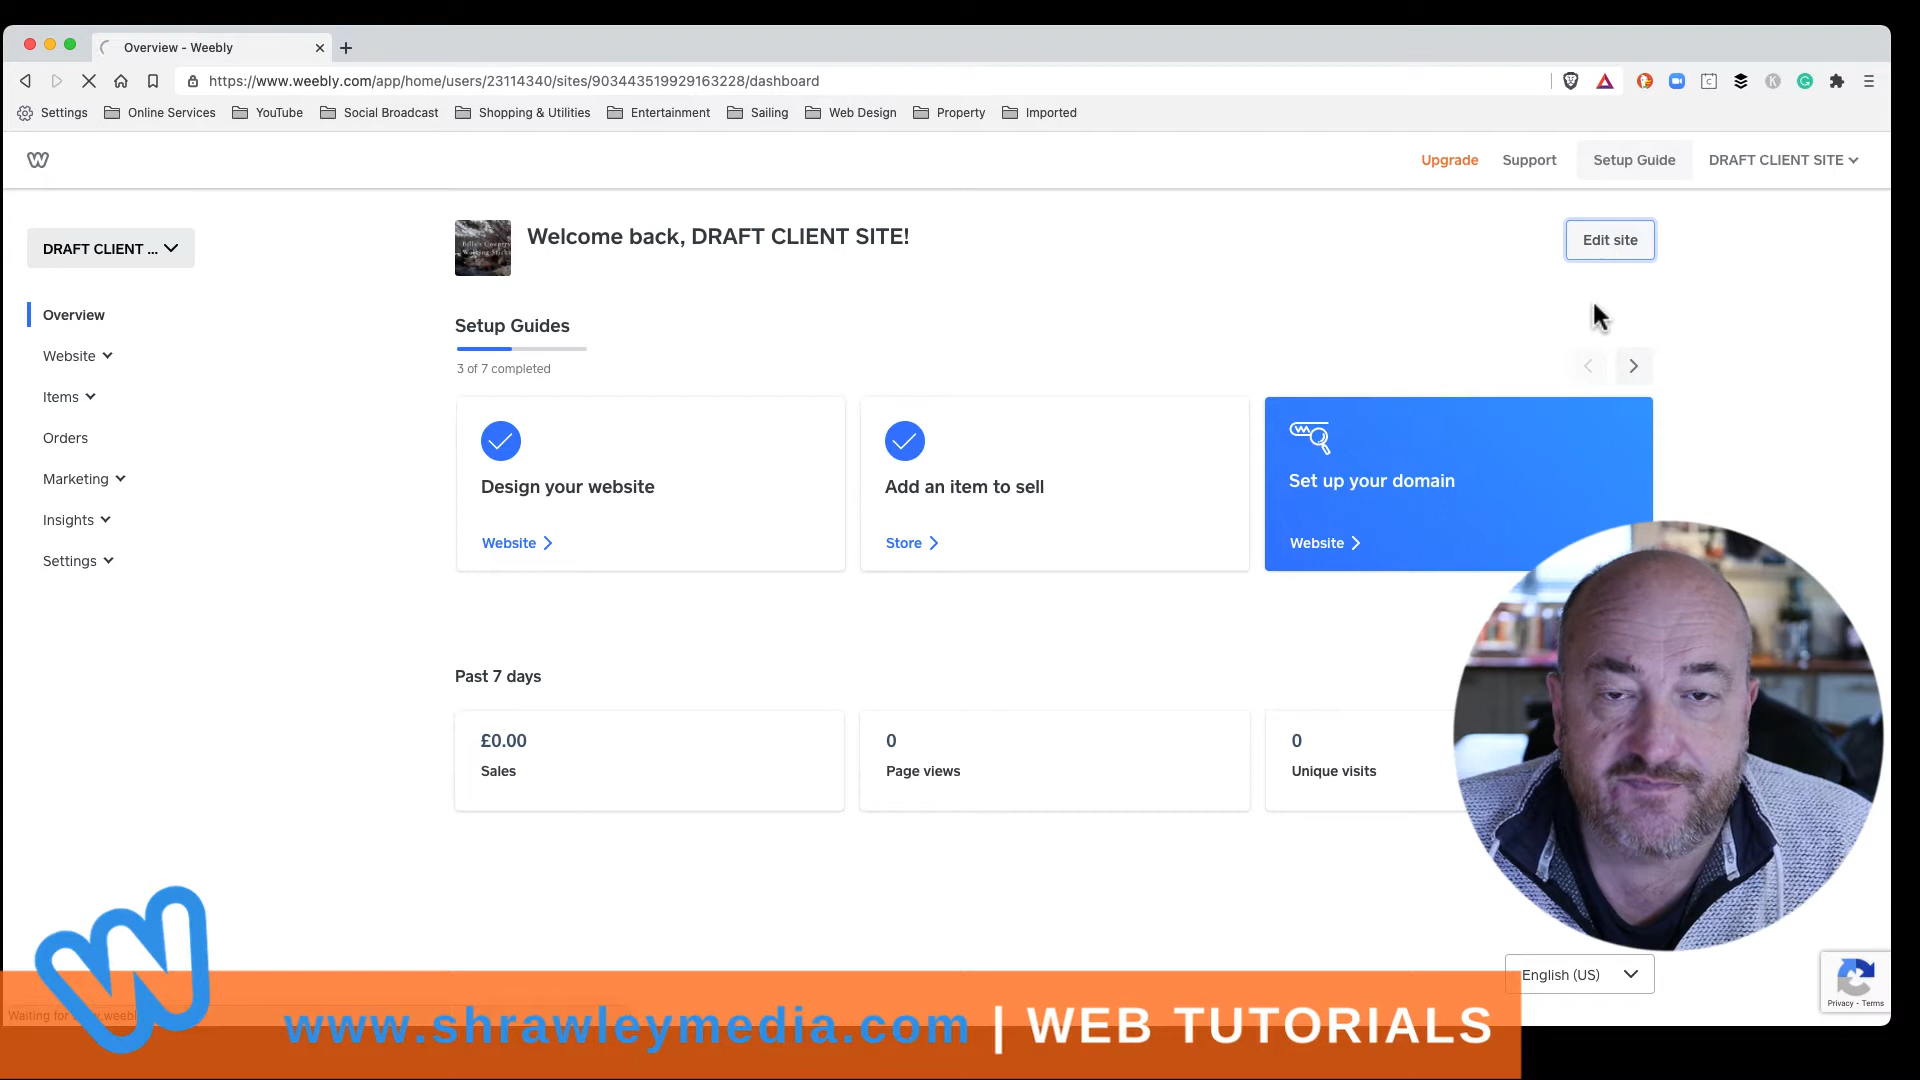 Overview - Weebly
https://www.weebly.com/app/home/users/23114340/sites/903443519929163228/dashboard
Settings Online Services YouTube Social Broadcast Shopping & Utilities Entertainment Sailing Web Design Property Imported
Upgrade Support Setup Guide DRAFT CLIENT SITE
DRAFT CLIENT ...
Welcome back, DRAFT CLIENT SITE!
Edit site
Overview
Website
Items
Orders
Marketing
Insights
Settings
Setup Guides
3 of 7 completed
Design your website
Website
Add an item to sell
Store
Set up your domain
Website
Past 7 days
£0.00
Sales
0
Page views
0
Unique visits
English (US)
Privacy - Terms
www.shrawleymedia.com | WEB TUTORIALS